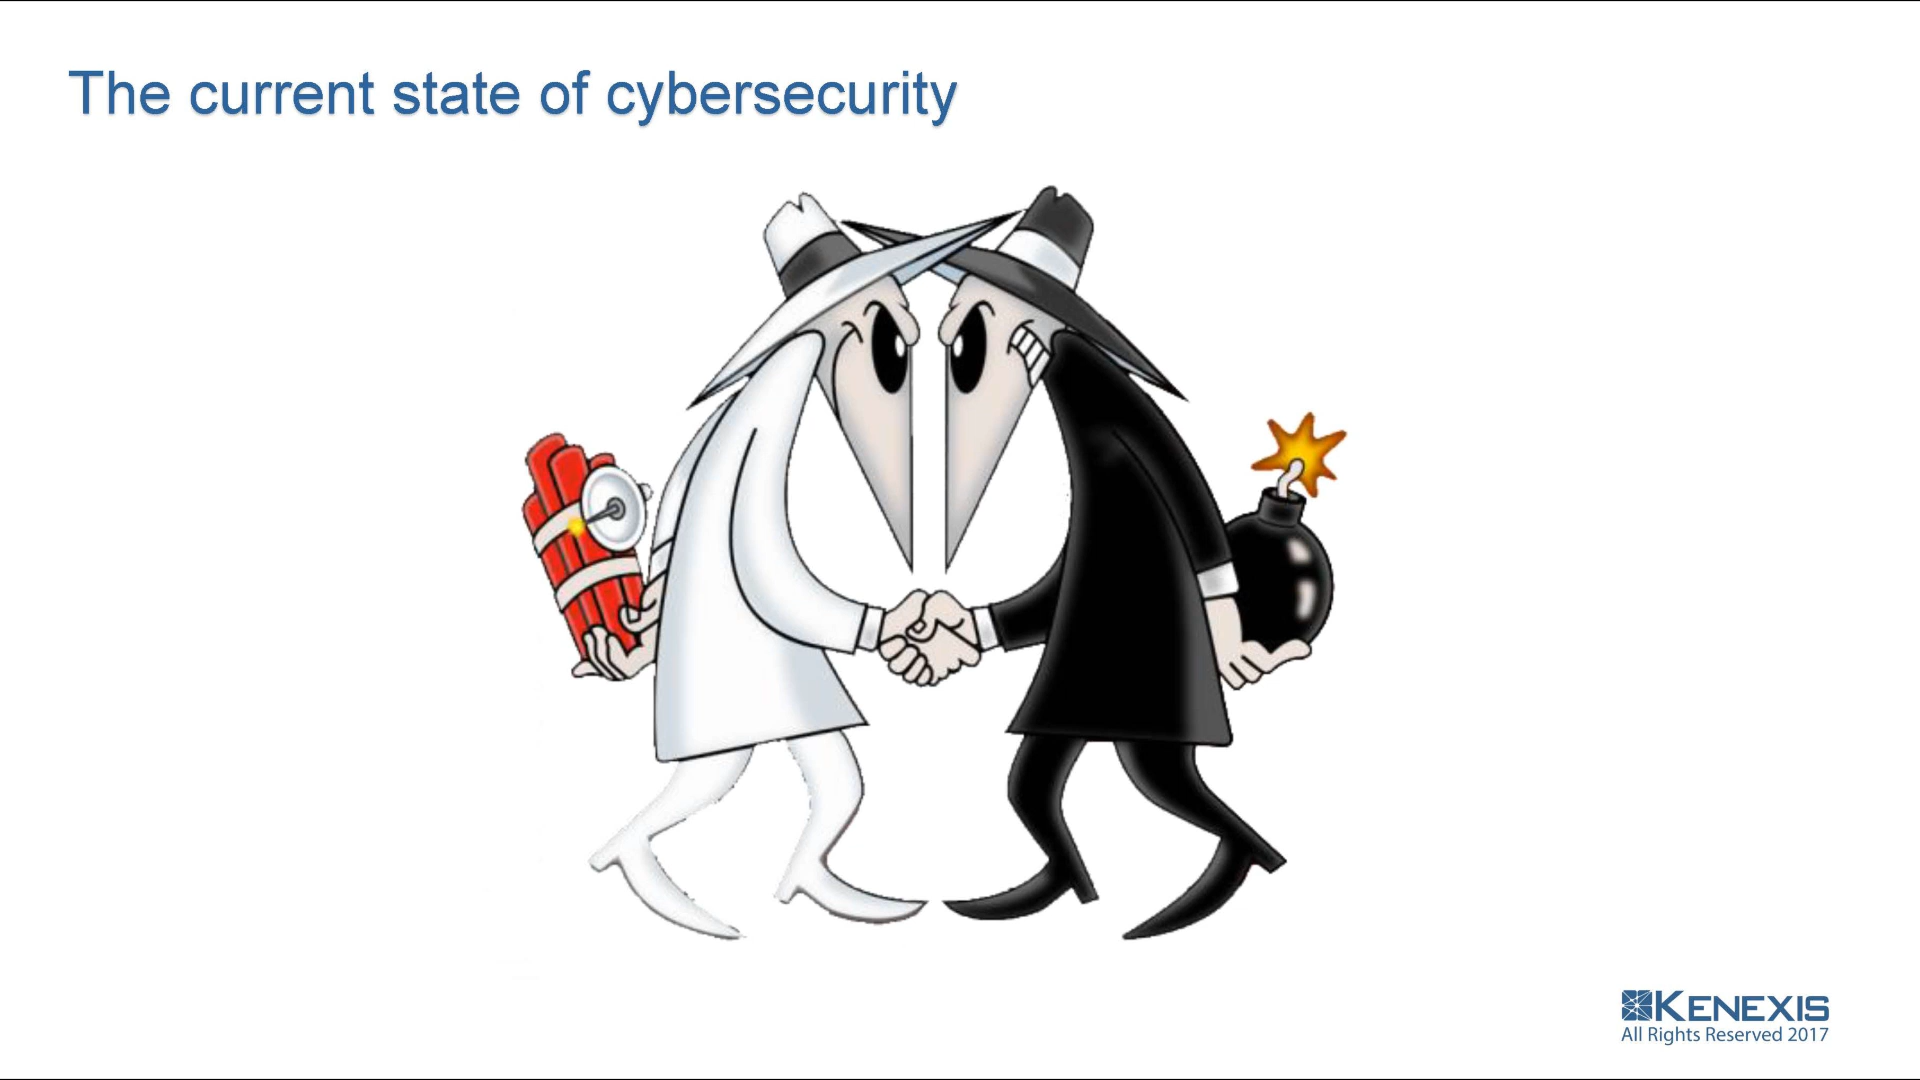 The current state of cybersecurity
KENEXIS
All Rights Reserved 2017